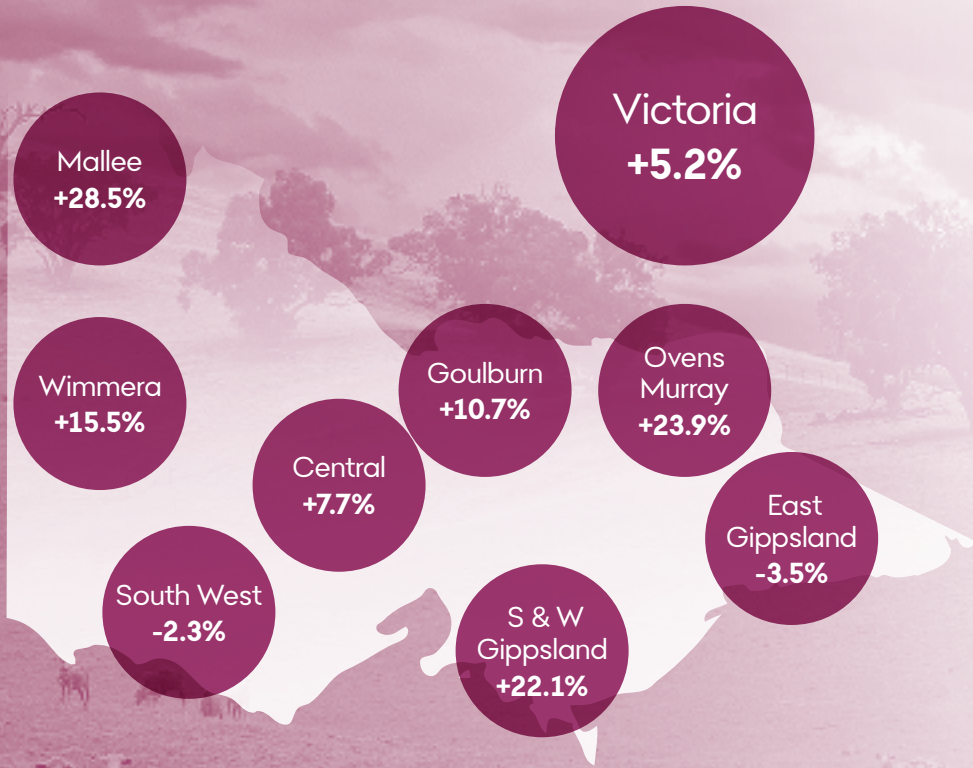 Victoria
+5.2%
Mallee
+28.5%
Wimmera
+15.5%
Goulburn
+10.7%
Ovens
Murray
+23.9%
Central
+7.7%
East
Gippsland
-3.5%
South West
-2.3%
S & W
Gippsland
+22.1%